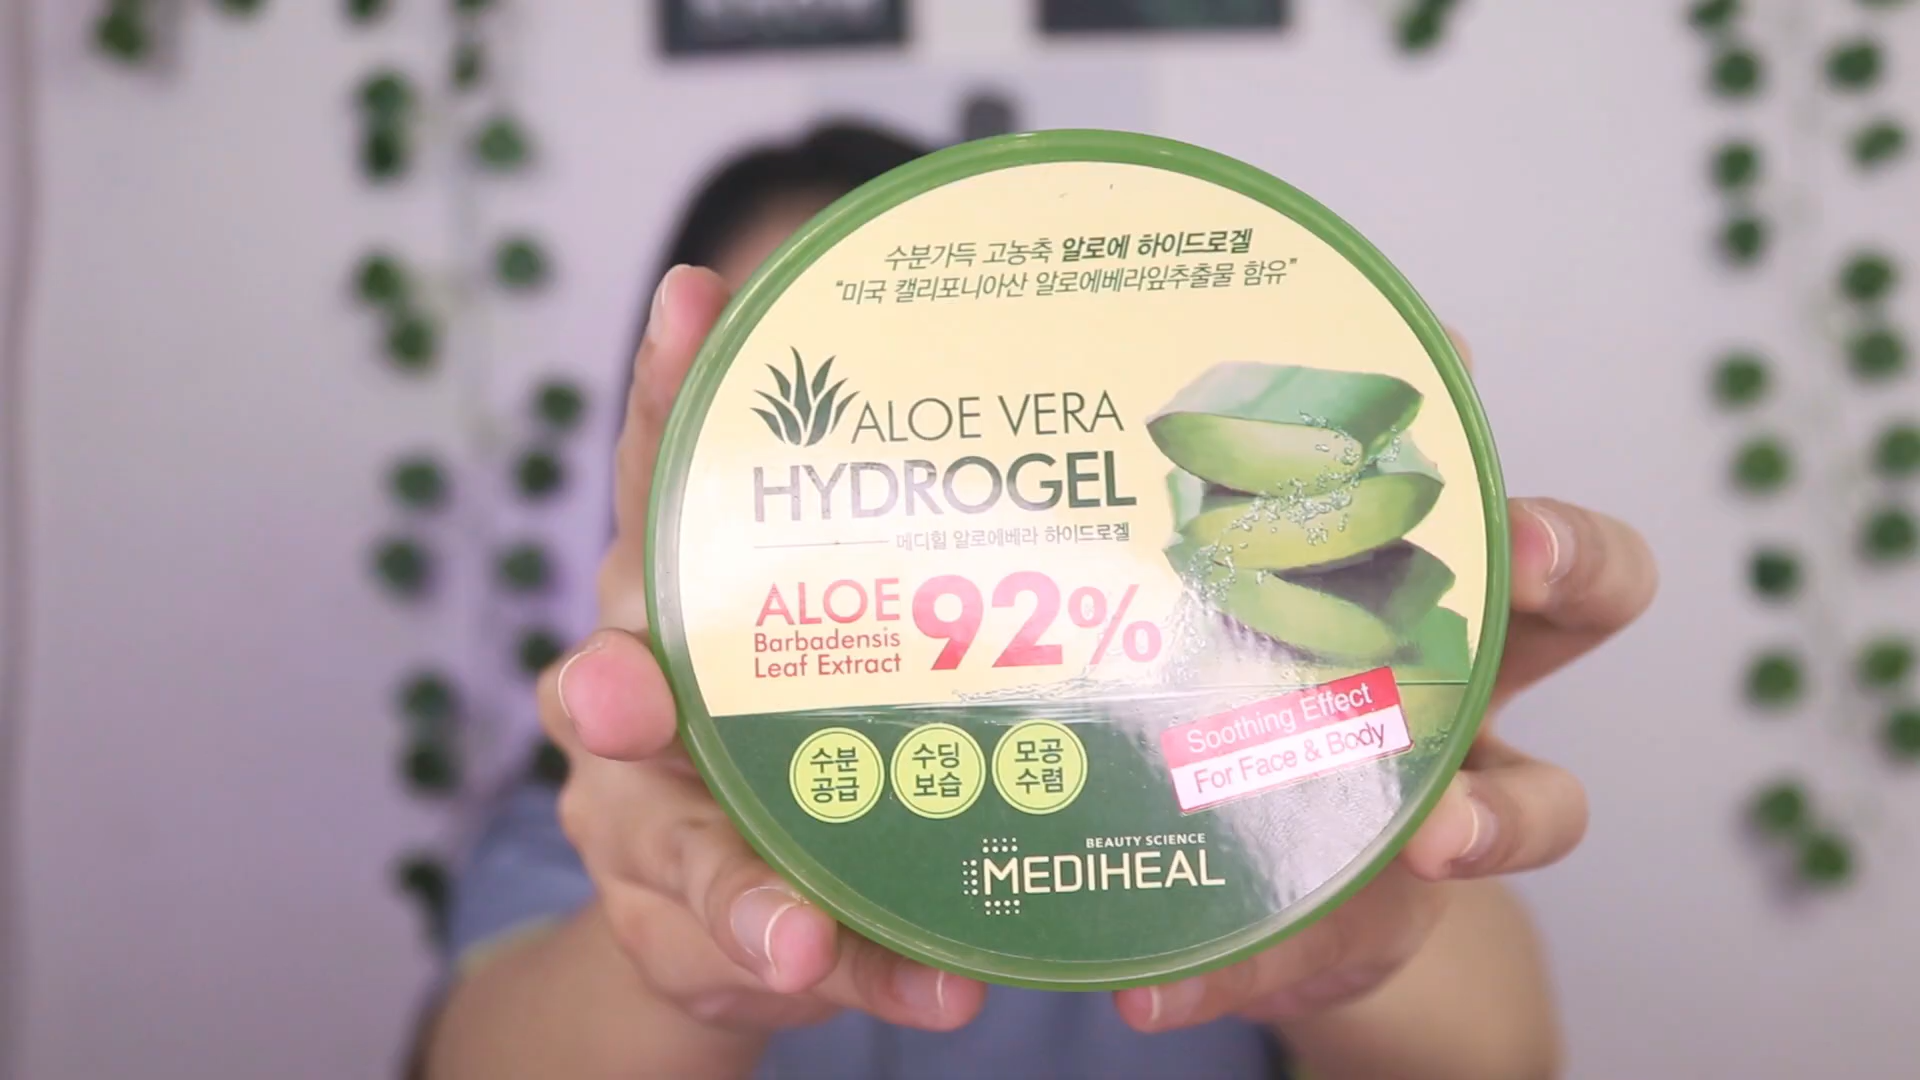 수분가득 고농축 알로에 하이드로겔
“미국 캘리포니아산 알로에베라잎추출물 함유”
ALOE VERA
HYDROGEL
메디힐 알로에베라 하이드로겔
ALOE
Barbadensis
Leaf Extract
92%
수분
공급
수딩
보습
모공
수렴
Soothing Effect
For Face & Body
BEAUTY SCIENCE
MEDIHEAL